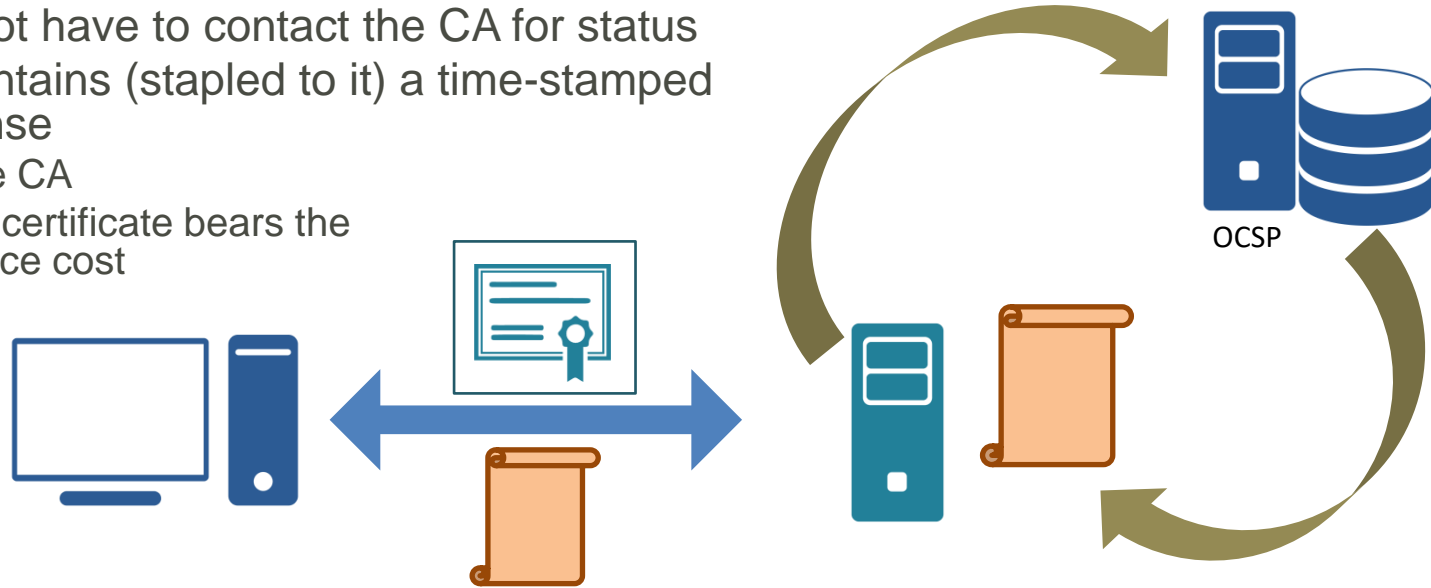 ot have to contact the CA for status
ntains (stapled to it) a time-stamped
nse
e CA
certificate bears the
ce cost
OCSP